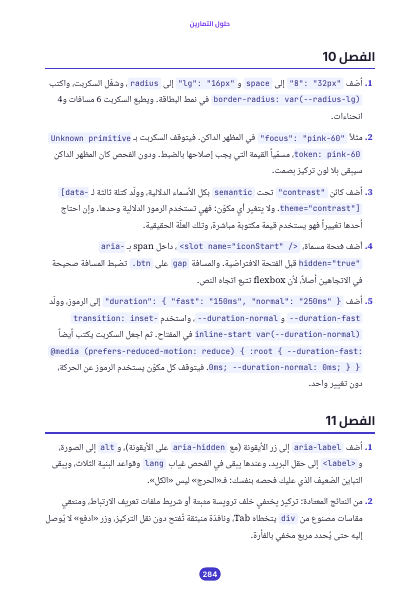 حلول التمارين
الفصل 10
1. أضف "8": "32px" إلى space و "lg": "16px" إلى radius ، وشغّل السكربت، واكتب
border-radius: var(--radius-lg) في نمط البطاقة. ويطبع السكربت 6 مسافات و4
انحناءات.
2. مثلاً "focus": "pink-60" في المظهر الداكن. فيتوقف السكربت بـ Unknown primitive
token: pink-60، مسمّياً القيمة التي يجب إصلاحها بالضبط. ودون الفحص كان المظهر الداكن
سيبقى بلا لون تركيز بصمت.
3. أضف كائن "contrast" تحت semantic بكل الأسماء الدلالية، وولّد كتلة ثالثة لـ [data-
theme="contrast"]. ولا يتغير أي مكوّن: فهي تستخدم الرموز الدلالية وحدها. وإن احتاج
أحدها تغييراً فهو يستخدم قيمة مكتوبة مباشرة، وتلك العلّة الحقيقية.
4. أضف فتحة مسماة، <slot name="iconStart" />، داخل span بـ aria-
hidden="true" قبل الفتحة الافتراضية. والمسافة gap على .btn تضبط المسافة صحيحة
في الاتجاهين أصلاً، لأن flexbox تتبع اتجاه النص.
5. أضف "duration": { "fast": "150ms", "normal": "250ms" } إلى الرموز، وولّد
--duration-fast و --duration-normal ، واستخدم transition: inset-
inline-start var(--duration-normal) في المفتاح. ثم اجعل السكربت يكتب أيضاً
@media (prefers-reduced-motion: reduce) { :root { --duration-fast:
0ms; --duration-normal: 0ms; } }. فيتوقف كل مكوّن يستخدم الرموز عن الحركة،
دون تغيير واحد.
الفصل 11
1. أضف aria-label إلى زر الأيقونة (مع aria-hidden على الأيقونة)، و alt إلى الصورة،
و <label> إلى حقل البريد. وعندها يبقى في الفحص غياب lang وقواعد البنية الثلاث، ويبقى
التباين الضعيف الذي عليك فحصه بنفسك: فـ«الحرج» ليس «الكل».
2. من النتائج المعتادة: تركيز يختفي خلف ترويسة مثبتة أو شريط ملفات تعريف الارتباط، ومنتقي
مقاسات مصنوع من div يتخطاه Tab، ونافذة منبثقة تُفتح دون نقل التركيز، وزر «ادفع» لا يُوصل
إليه حتى يُحدد مربع مخفي بالفأرة.
284